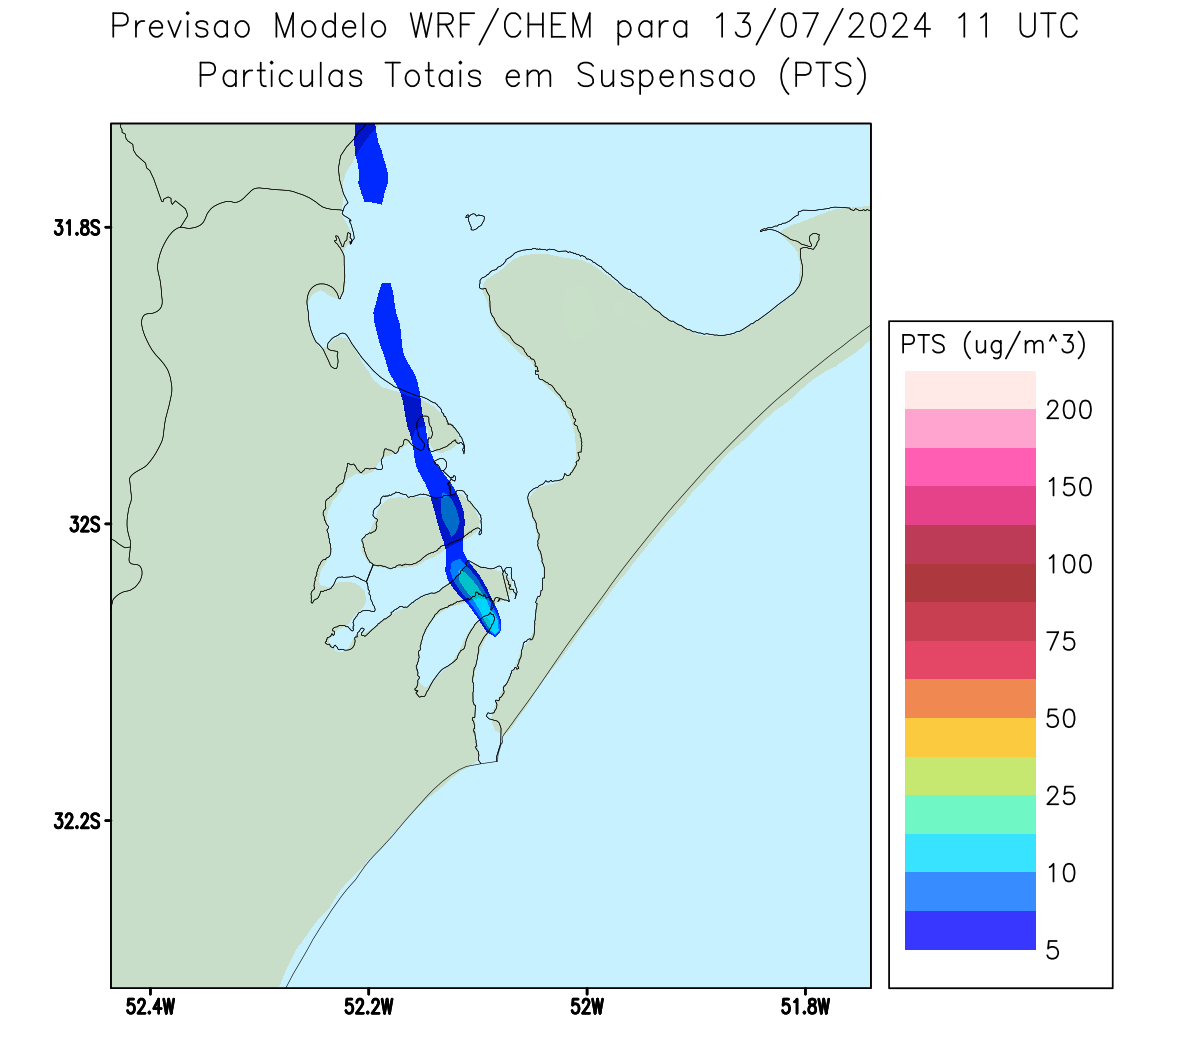 Previsao Modelo WRF/CHEM para 13/07/2024 11 UTC
Particulas Totais em Suspensao (PTS)
31.8S
32S
32.2S
52.4W
52.2W
52W
51.8W
PTS (ug/m^3)
200
150
100
75
50
25
10
5